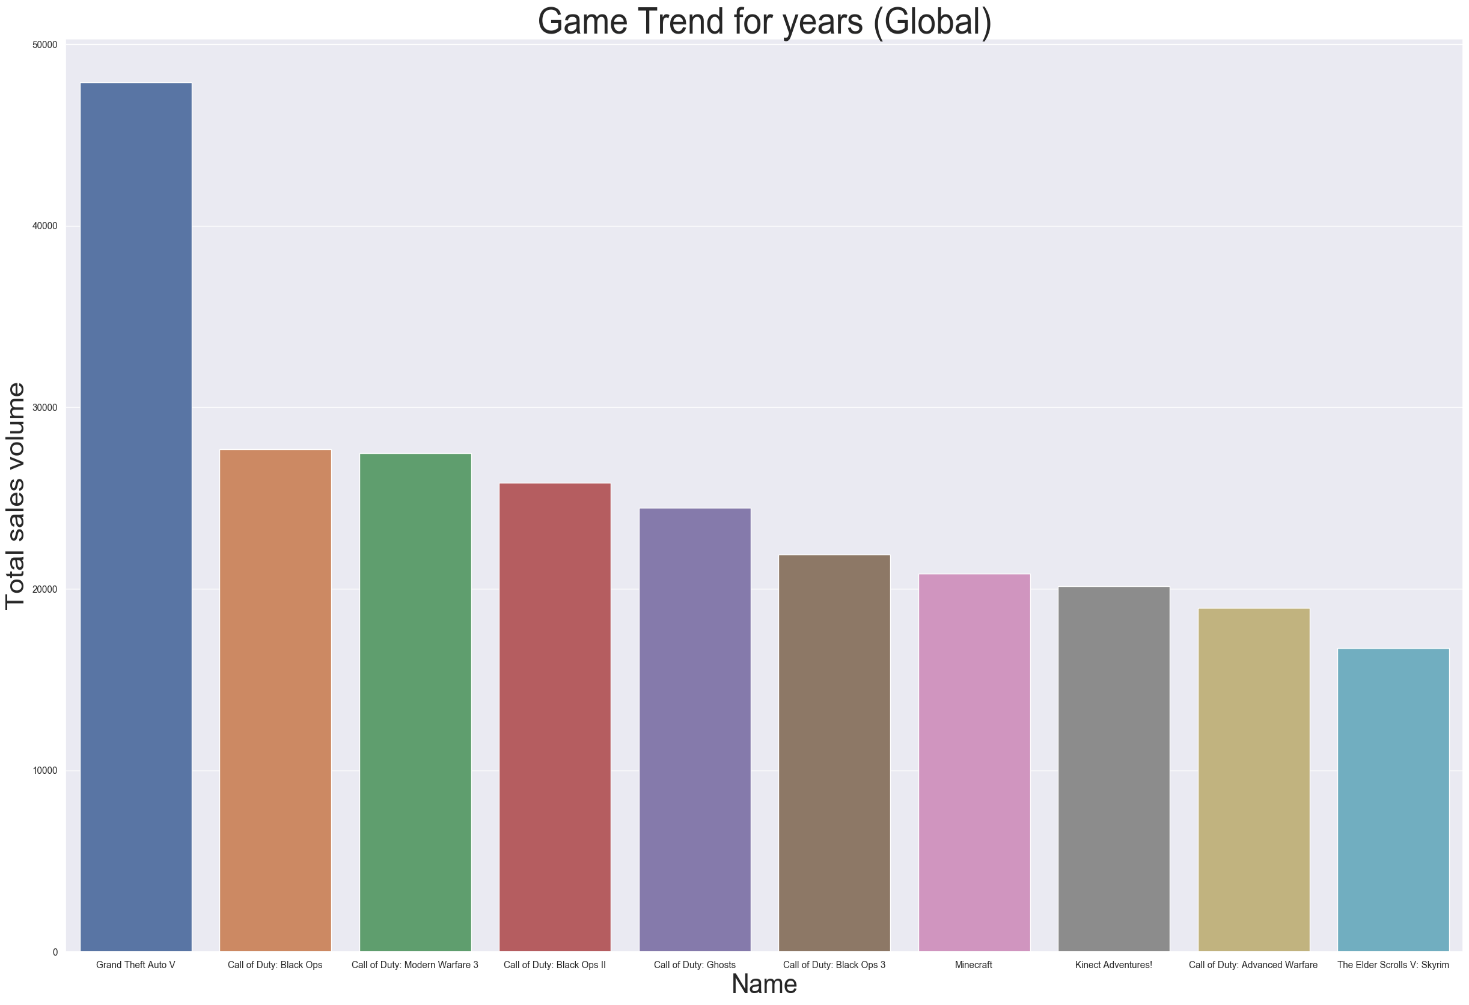 Game Trend for years (Global)
Total sales volume
50000
40000
30000
20000
10000
0
Grand Theft Auto V
Call of Duty: Black Ops
Call of Duty: Modern Warfare 3
Call of Duty: Black Ops II
Call of Duty: Ghosts
Call of Duty: Black Ops 3
Minecraft
Kinect Adventures!
Call of Duty: Advanced Warfare
The Elder Scrolls V: Skyrim
Name